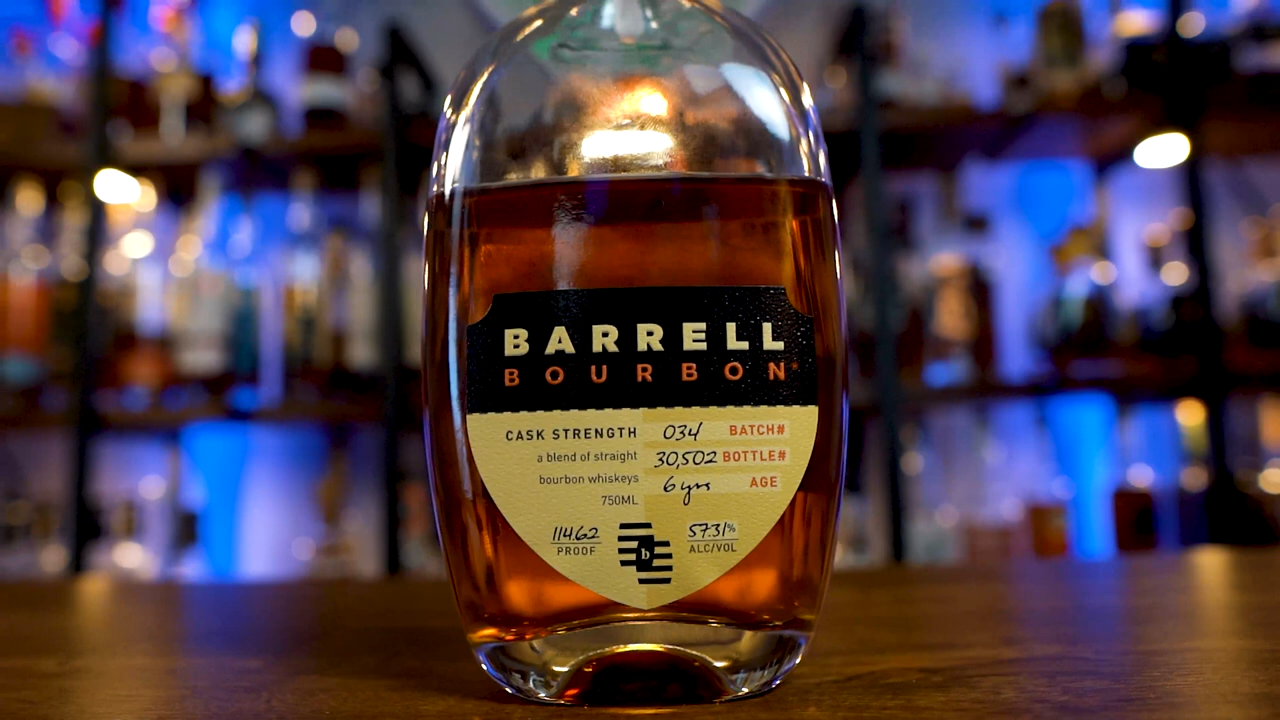 BARRELL
BOURBON
CASK STRENGTH 034 BATCH#
a blend of straight 30,502 BOTTLE#
bourbon whiskeys 6 yrs AGE
750ML
114.62 57.31%
PROOF b ALC/VOL